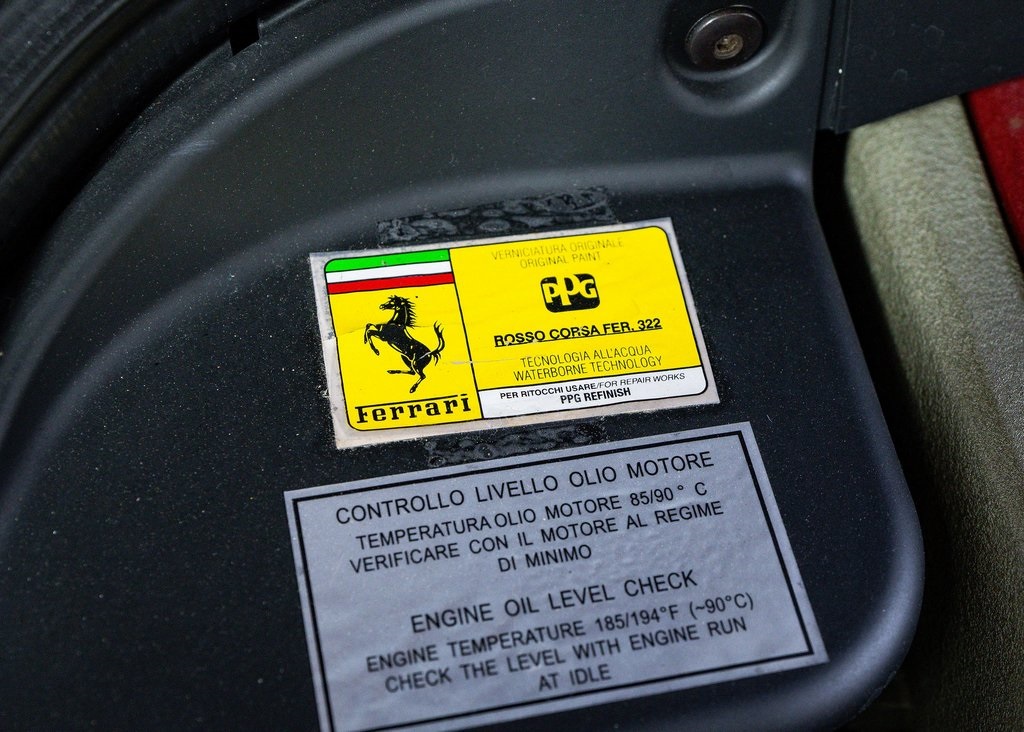 VERNICIATURA ORIGINALE
ORIGINAL PAINT
PPG
ROSSO CORSA FER. 322
TECNOLOGIA ALL'ACQUA
WATERBORNE TECHNOLOGY
PER RITOCCHI USARE/FOR REPAIR WORKS
PPG REFINISH
Ferrari
CONTROLLO LIVELLO OLIO MOTORE
TEMPERATURA OLIO MOTORE 85/90° C
VERIFICARE CON IL MOTORE AL REGIME
DI MINIMO
ENGINE OIL LEVEL CHECK
ENGINE TEMPERATURE 185/194°F (~90°C)
CHECK THE LEVEL WITH ENGINE RUN
AT IDLE